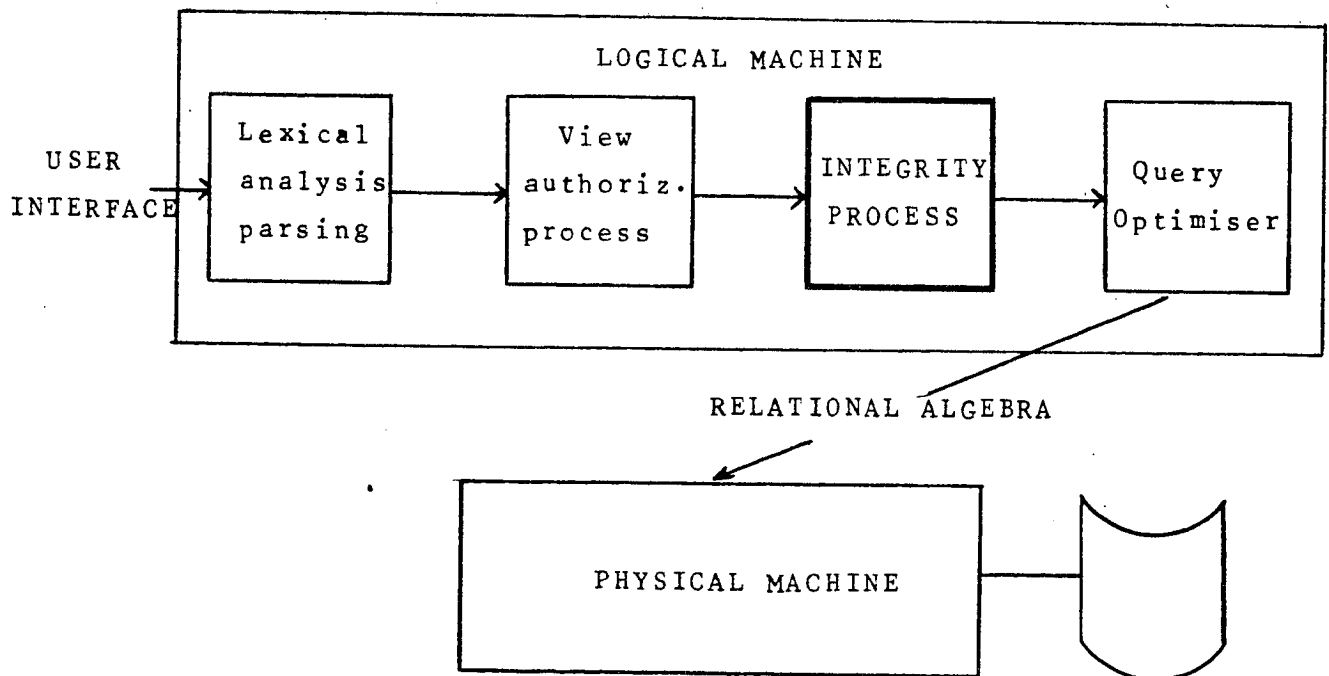 LOGICAL MACHINE
USER
INTERFACE
Lexical
analysis
parsing
View
authoriz.
process
INTEGRITY
PROCESS
Query
Optimiser
RELATIONAL ALGEBRA
PHYSICAL MACHINE